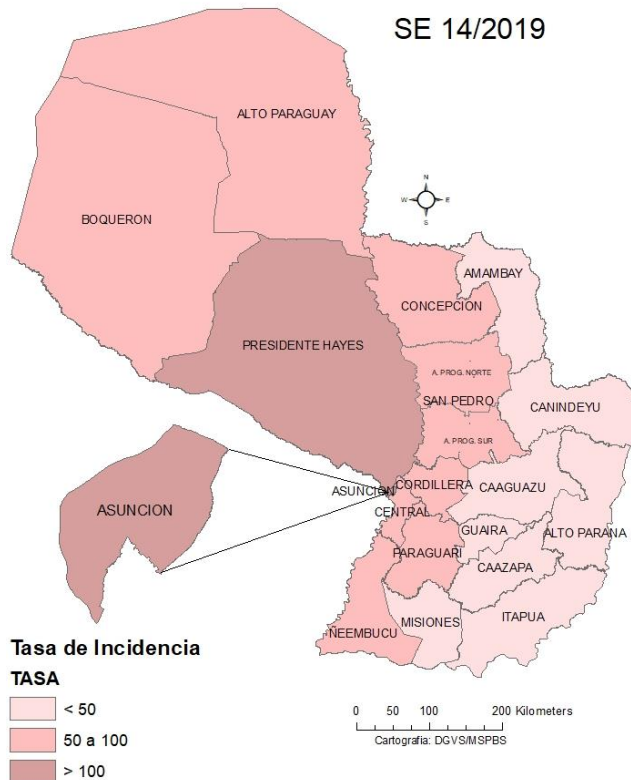 SE 14/2019
ALTO PARAGUAY
BOQUERON
N
W E
S
AMAMBAY
CONCEPCION
PRESIDENTE HAYES
A. PROG. NORTE
SAN PEDRO
CANINDEYU
A. PROG. SUR
ASUNCION
CORDILLERA
CAAGUAZU
ASUNCION
CENTRAL
GUAIRA
ALTO PARANA
PARAGUARI
CAAZAPA
MISIONES
ITAPUA
ÑEEMBUCU
Tasa de Incidencia
TASA
< 50
50 a 100
> 100
0 50 100 200 Kilometers
Cartografia: DGVS/MSPBS